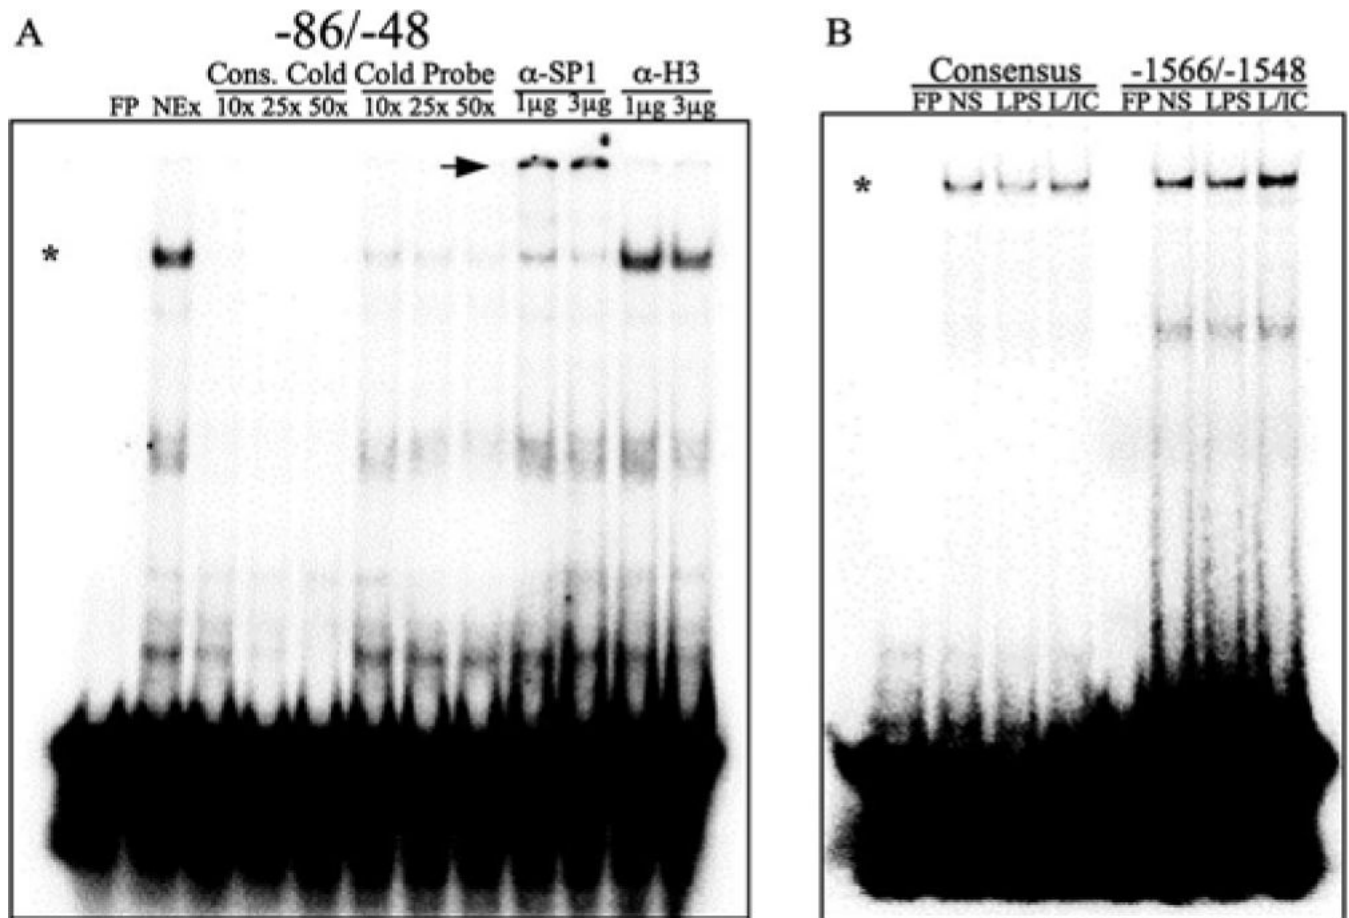 A
-86/-48
Cons. Cold Cold Probe α-SP1 α-H3
FP NEx 10x 25x 50x 10x 25x 50x 1µg 3µg 1µg 3µg
*
B
Consensus -1566/-1548
FP NS LPS L/IC FP NS LPS L/IC
*